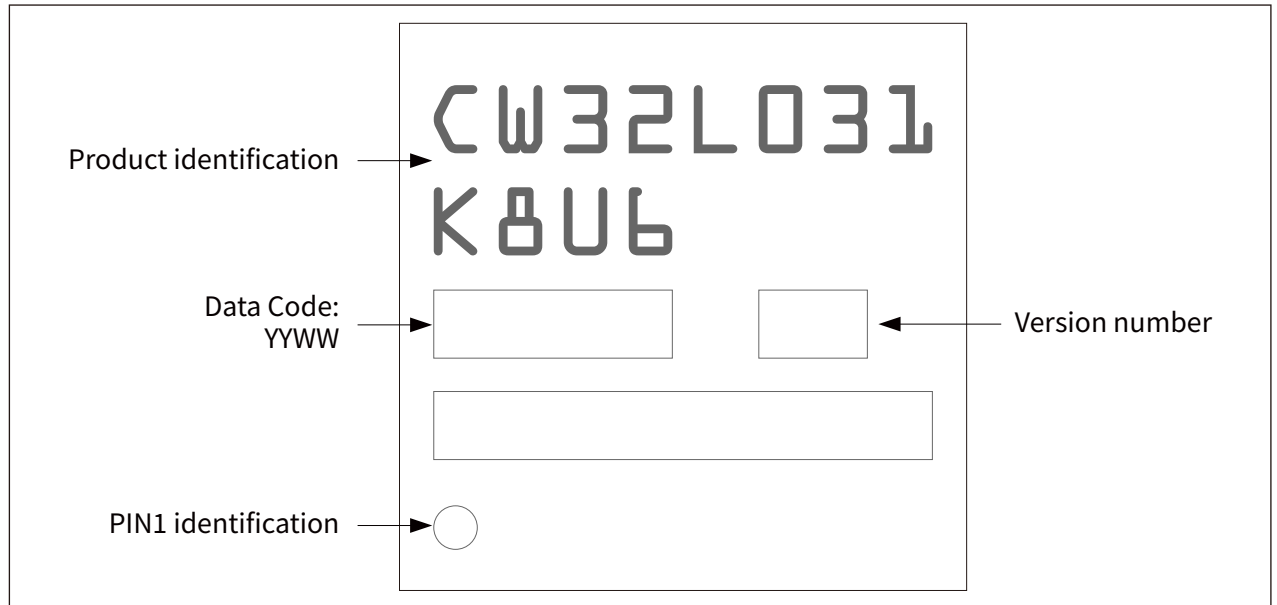 CW32L031
Product identification
K8U6
Data Code:
YYWW
Version number
PIN1 identification